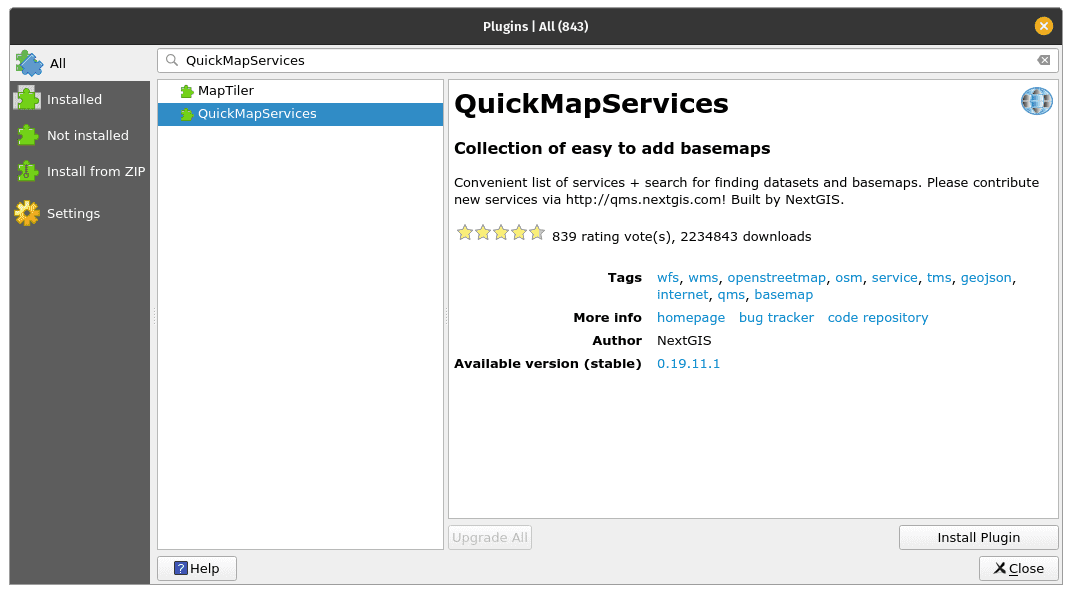 Plugins | All (843)
All
Installed
Not installed
Install from ZIP
Settings
QuickMapServices
MapTiler
QuickMapServices
QuickMapServices
Collection of easy to add basemaps
Convenient list of services + search for finding datasets and basemaps. Please contribute
new services via http://qms.nextgis.com! Built by NextGIS.
839 rating vote(s), 2234843 downloads
Tags wfs, wms, openstreetmap, osm, service, tms, geojson,
internet, qms, basemap
More info homepage bug tracker code repository
Author NextGIS
Available version (stable) 0.19.11.1
Upgrade All Install Plugin
Help Close